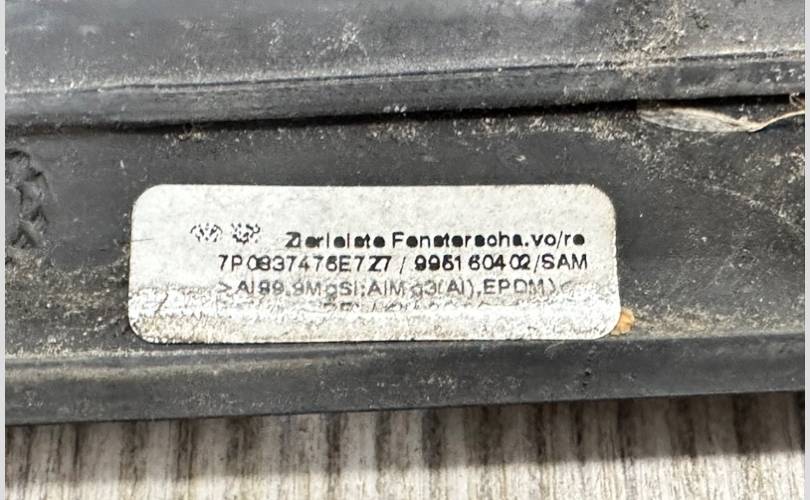 Zierleiste Fensterscha.vo/re
7P0837476E7Z7 / 995160402/SAM
>Al99.9MgSi;AlMg3(Al),EPDM<